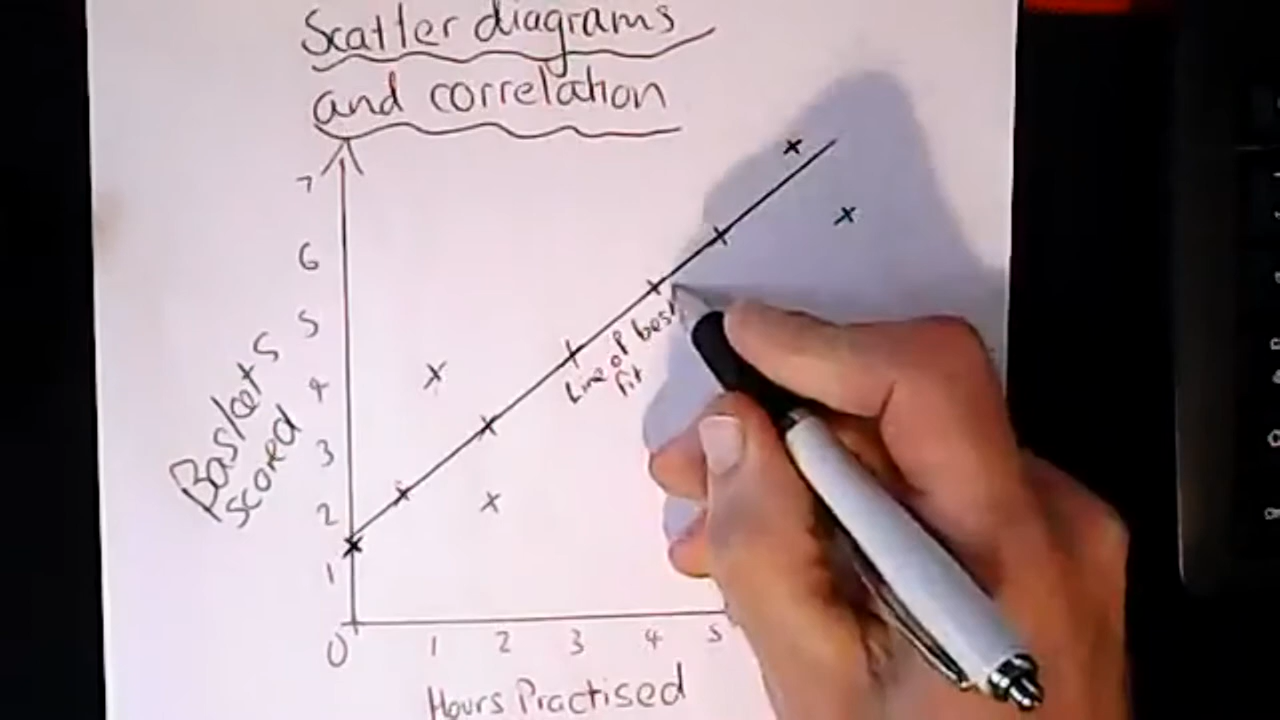 Scatter diagrams
and correlation
7
6
5
4
3
2
1
0
1 2 3 4 5
Baskets
scored
Line of best
fit
Hours Practised